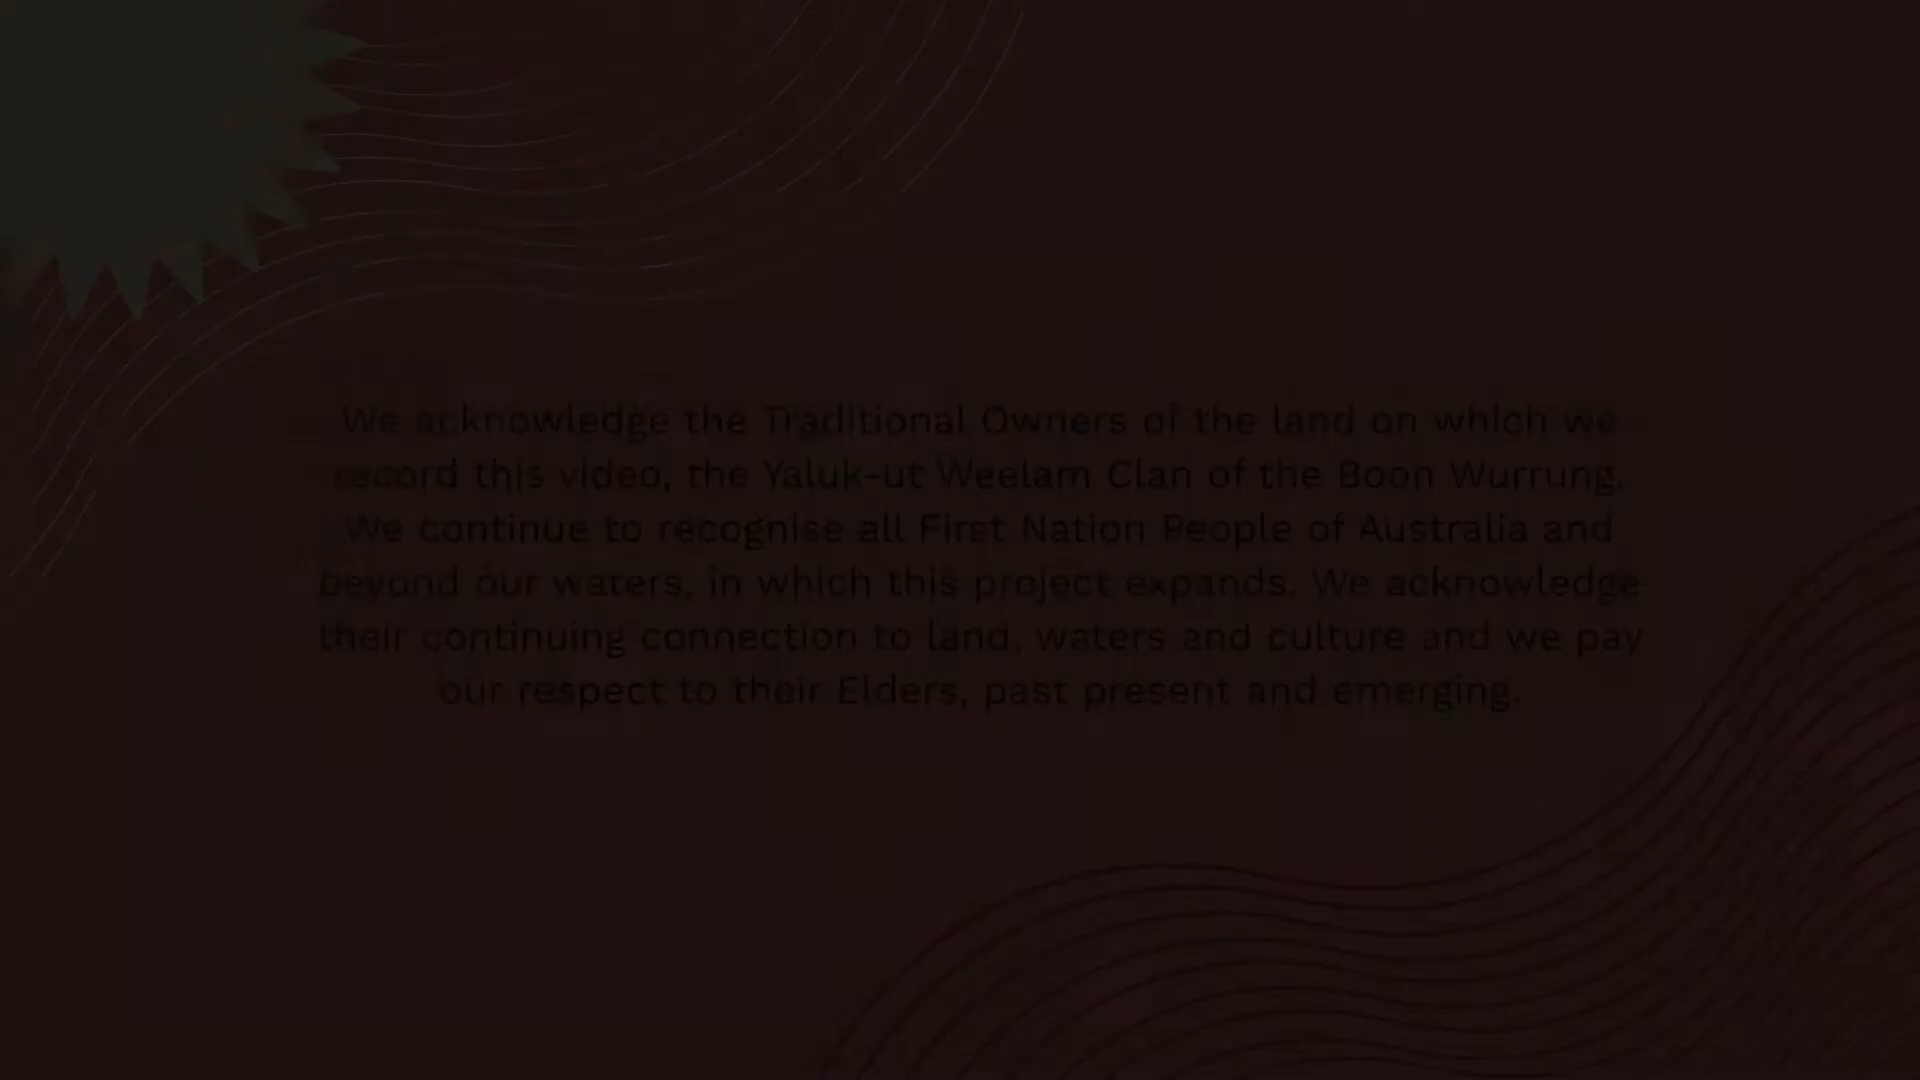 We acknowledge the Traditional Owners of the land on which we
record this video, the Yaluk-ut Weelam Clan of the Boon Wurrung.
We continue to recognise all First Nation People of Australia and
beyond our waters, in which this project expands. We acknowledge
their continuing connection to land, waters and culture and we pay
our respect to their Elders, past present and emerging.